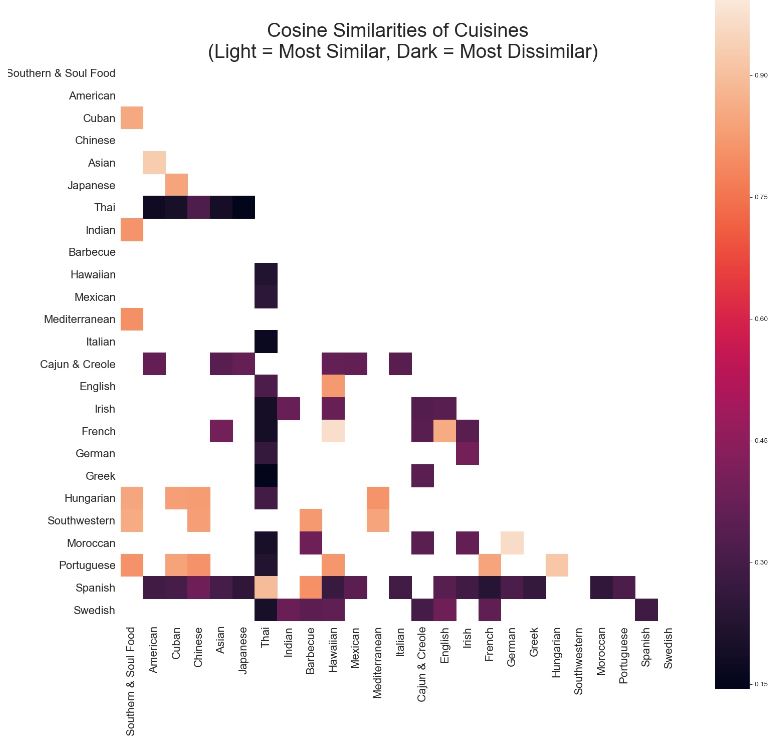 Cosine Similarities of Cuisines
(Light = Most Similar, Dark = Most Dissimilar)
Southern & Soul Food
American
Cuban
Chinese
Asian
Japanese
Thai
Indian
Barbecue
Hawaiian
Mexican
Mediterranean
Italian
Cajun & Creole
English
Irish
French
German
Greek
Hungarian
Southwestern
Moroccan
Portuguese
Spanish
Swedish
Southern & Soul Food
American
Cuban
Chinese
Asian
Japanese
Thai
Indian
Barbecue
Hawaiian
Mexican
Mediterranean
Italian
Cajun & Creole
English
Irish
French
German
Greek
Hungarian
Southwestern
Moroccan
Portuguese
Spanish
Swedish
0.90
0.75
0.60
0.45
0.30
0.15